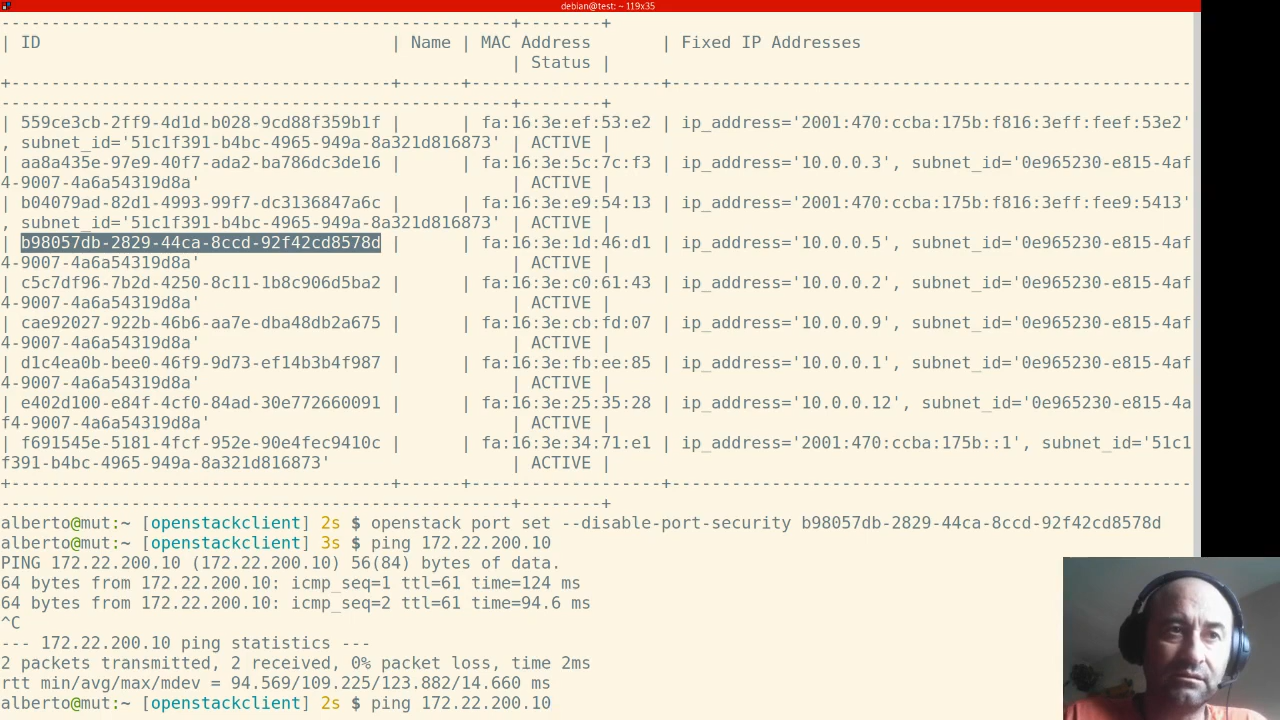 debian@test: ~ 119x35
---------------------------------------------------+--------+
| ID                                   | Name | MAC Address       | Fixed IP Addresses
                                                   | Status |
+--------------------------------------+------+-------------------+----------------------------------------------------
---------------------------------------------------+--------+
| 559ce3cb-2ff9-4d1d-b028-9cd88f359b1f |      | fa:16:3e:ef:53:e2 | ip_address='2001:470:ccba:175b:f816:3eff:feef:53e2'
, subnet_id='51c1f391-b4bc-4965-949a-8a321d816873' | ACTIVE |
| aa8a435e-97e9-40f7-ada2-ba786dc3de16 |      | fa:16:3e:5c:7c:f3 | ip_address='10.0.0.3', subnet_id='0e965230-e815-4af
4-9007-4a6a54319d8a'                               | ACTIVE |
| b04079ad-82d1-4993-99f7-dc3136847a6c |      | fa:16:3e:e9:54:13 | ip_address='2001:470:ccba:175b:f816:3eff:fee9:5413'
, subnet_id='51c1f391-b4bc-4965-949a-8a321d816873' | ACTIVE |
| b98057db-2829-44ca-8ccd-92f42cd8578d |      | fa:16:3e:1d:46:d1 | ip_address='10.0.0.5', subnet_id='0e965230-e815-4af
4-9007-4a6a54319d8a'                               | ACTIVE |
| c5c7df96-7b2d-4250-8c11-1b8c906d5ba2 |      | fa:16:3e:c0:61:43 | ip_address='10.0.0.2', subnet_id='0e965230-e815-4af
4-9007-4a6a54319d8a'                               | ACTIVE |
| cae92027-922b-46b6-aa7e-dba48db2a675 |      | fa:16:3e:cb:fd:07 | ip_address='10.0.0.9', subnet_id='0e965230-e815-4af
4-9007-4a6a54319d8a'                               | ACTIVE |
| d1c4ea0b-bee0-46f9-9d73-ef14b3b4f987 |      | fa:16:3e:fb:ee:85 | ip_address='10.0.0.1', subnet_id='0e965230-e815-4af
4-9007-4a6a54319d8a'                               | ACTIVE |
| e402d100-e84f-4cf0-84ad-30e772660091 |      | fa:16:3e:25:35:28 | ip_address='10.0.0.12', subnet_id='0e965230-e815-4a
f4-9007-4a6a54319d8a'                              | ACTIVE |
| f691545e-5181-4fcf-952e-90e4fec9410c |      | fa:16:3e:34:71:e1 | ip_address='2001:470:ccba:175b::1', subnet_id='51c1
f391-b4bc-4965-949a-8a321d816873'                  | ACTIVE |
+--------------------------------------+------+-------------------+----------------------------------------------------
---------------------------------------------------+--------+
alberto@mut:~ [openstackclient] 2s $ openstack port set --disable-port-security b98057db-2829-44ca-8ccd-92f42cd8578d
alberto@mut:~ [openstackclient] 3s $ ping 172.22.200.10
PING 172.22.200.10 (172.22.200.10) 56(84) bytes of data.
64 bytes from 172.22.200.10: icmp_seq=1 ttl=61 time=124 ms
64 bytes from 172.22.200.10: icmp_seq=2 ttl=61 time=94.6 ms
^C
--- 172.22.200.10 ping statistics ---
2 packets transmitted, 2 received, 0% packet loss, time 2ms
rtt min/avg/max/mdev = 94.569/109.225/123.882/14.660 ms
alberto@mut:~ [openstackclient] 2s $ ping 172.22.200.10